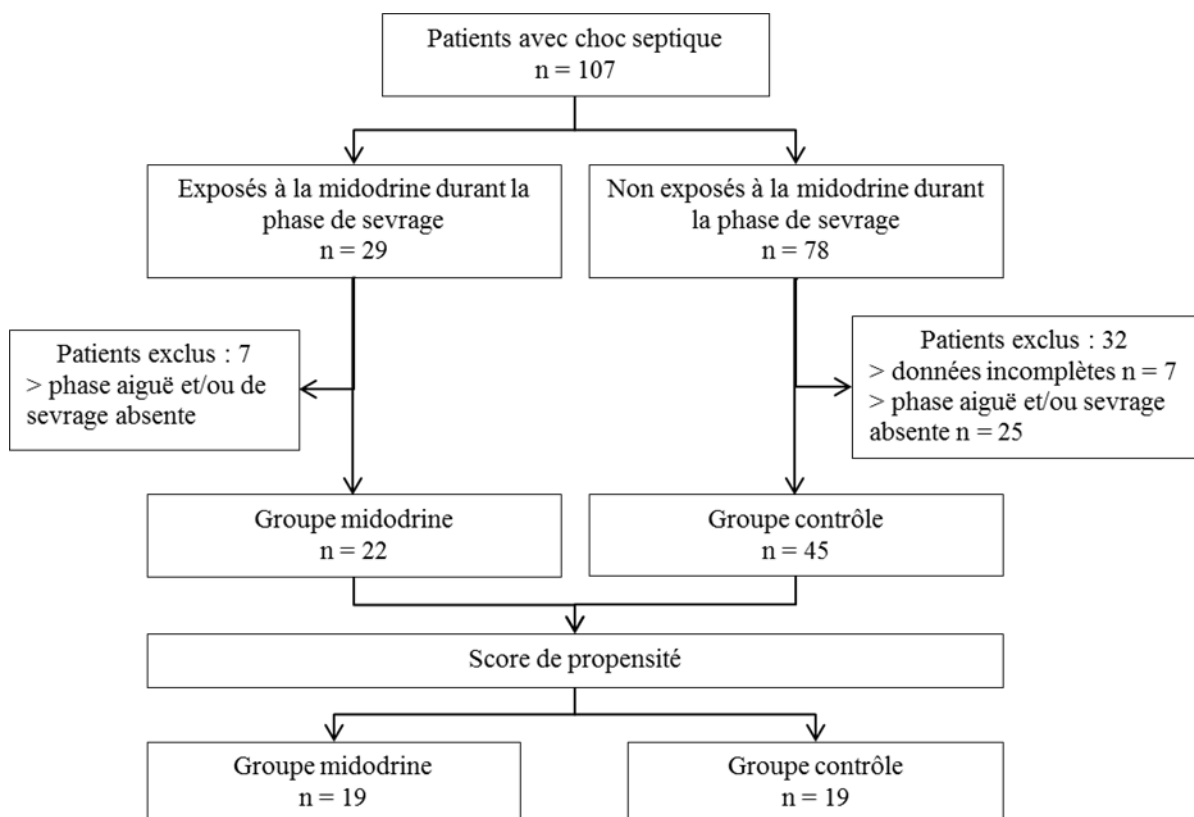 Patients avec choc septique
n = 107
Exposés à la midodrine durant la
phase de sevrage
n = 29
Non exposés à la midodrine durant
la phase de sevrage
n = 78
Patients exclus : 7
> phase aiguë et/ou de
sevrage absente
Patients exclus : 32
> données incomplètes n = 7
> phase aiguë et/ou sevrage
absente n = 25
Groupe midodrine
n = 22
Groupe contrôle
n = 45
Score de propensité
Groupe midodrine
n = 19
Groupe contrôle
n = 19